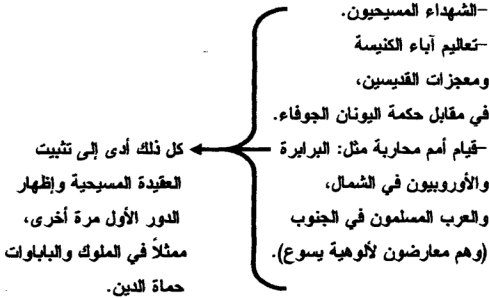 -الشهداء المسيحيون.
-تعاليم آباء الكنيسة
ومعجزات القديسين،
في مقابل حكمة اليونان الجوفاء.
-قيام أمم محاربة مثل: البرابرة
والأوروبيون في الشمال،
والعرب المسلمون في الجنوب
(وهم معارضون لألوهية يسوع).
كل ذلك أدى إلى تثبيت
العقيدة المسيحية وإظهار
الدور الأول مرة أخرى،
ممثلاً في الملوك والباباوات
حماة الدين.